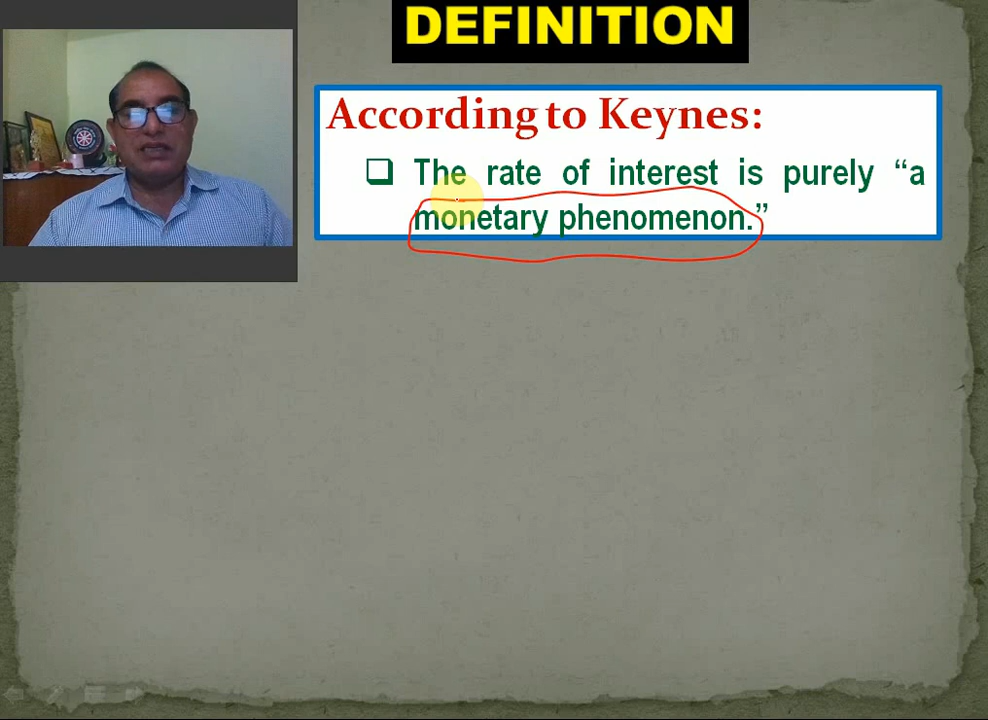 DEFINITION
According to Keynes:
❑ The rate of interest is purely “a
monetary phenomenon.”